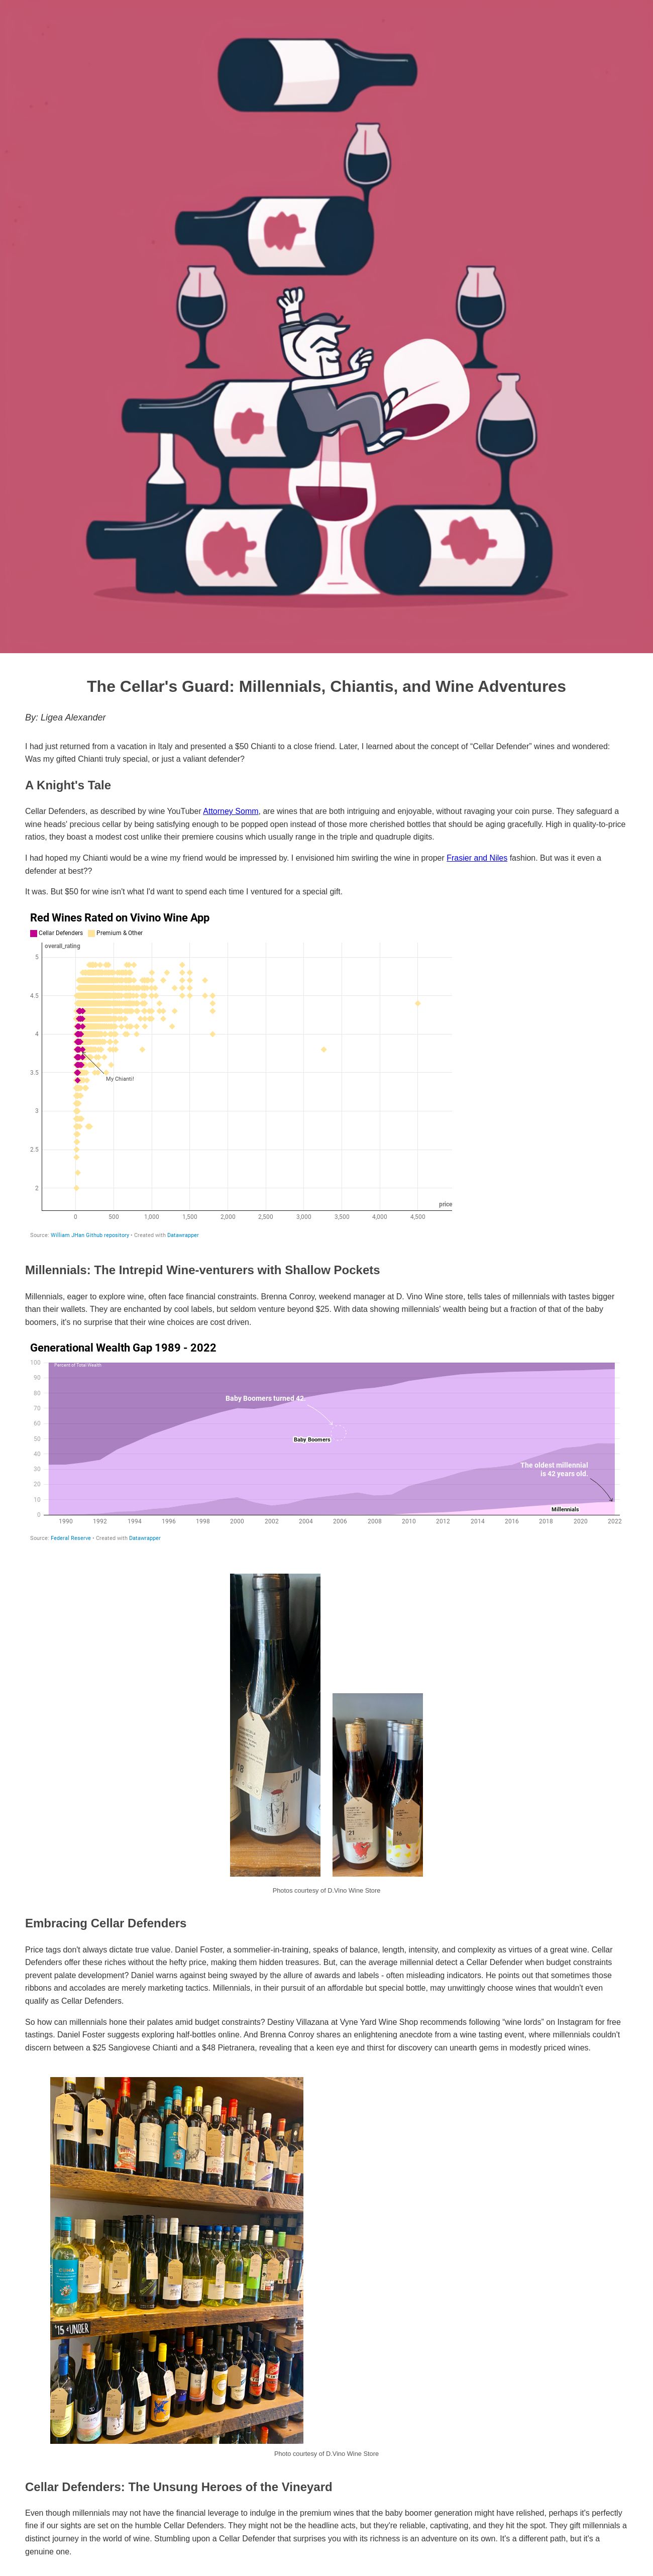 The Cellar's Guard: Millennials, Chiantis, and Wine Adventures
By: Ligea Alexander
I had just returned from a vacation in Italy and presented a $50 Chianti to a close friend. Later, I learned about the concept of “Cellar Defender” wines and wondered:
Was my gifted Chianti truly special, or just a valiant defender?
A Knight's Tale
Cellar Defenders, as described by wine YouTuber Attorney Somm, are wines that are both intriguing and enjoyable, without ravaging your coin purse. They safeguard a
wine heads' precious cellar by being satisfying enough to be popped open instead of those more cherished bottles that should be aging gracefully. High in quality-to-price
ratios, they boast a modest cost unlike their premiere cousins which usually range in the triple and quadruple digits.
I had hoped my Chianti would be a wine my friend would be impressed by. I envisioned him swirling the wine in proper Frasier and Niles fashion. But was it even a
defender at best??
It was. But $50 for wine isn't what I'd want to spend each time I ventured for a special gift.
Red Wines Rated on Vivino Wine App
Cellar Defenders Premium & Other
overall_rating
5
4.5
4
3.5
My Chianti!
3
2.5
2
price
0 500 1,000 1,500 2,000 2,500 3,000 3,500 4,000 4,500
Source: William JHan Github repository • Created with Datawrapper
Millennials: The Intrepid Wine-venturers with Shallow Pockets
Millennials, eager to explore wine, often face financial constraints. Brenna Conroy, weekend manager at D. Vino Wine store, tells tales of millennials with tastes bigger
than their wallets. They are enchanted by cool labels, but seldom venture beyond $25. With data showing millennials' wealth being but a fraction of that of the baby
boomers, it's no surprise that their wine choices are cost driven.
Generational Wealth Gap 1989 - 2022
100
Percent of Total Wealth
90
80
Baby Boomers turned 42.
70
60
50
Baby Boomers
40
30
The oldest millennial
is 42 years old.
20
10
Millennials
0
1990 1992 1994 1996 1998 2000 2002 2004 2006 2008 2010 2012 2014 2016 2018 2020 2022
Source: Federal Reserve • Created with Datawrapper
18
JU
21
16
Photos courtesy of D.Vino Wine Store
Embracing Cellar Defenders
Price tags don't always dictate true value. Daniel Foster, a sommelier-in-training, speaks of balance, length, intensity, and complexity as virtues of a great wine. Cellar
Defenders offer these riches without the hefty price, making them hidden treasures. But, can the average millennial detect a Cellar Defender when budget constraints
prevent palate development? Daniel warns against being swayed by the allure of awards and labels - often misleading indicators. He points out that sometimes those
ribbons and accolades are merely marketing tactics. Millennials, in their pursuit of an affordable yet special bottle, may unwittingly choose wines that wouldn't even
qualify as Cellar Defenders.
So how can millennials hone their palates amid budget constraints? Destiny Villazana at Vyne Yard Wine Shop recommends following “wine lords” on Instagram for free
tastings. Daniel Foster suggests exploring half-bottles online. And Brenna Conroy shares an enlightening anecdote from a wine tasting event, where millennials couldn't
discern between a $25 Sangiovese Chianti and a $48 Pietranera, revealing that a keen eye and thirst for discovery can unearth gems in modestly priced wines.
$15 & UNDER
Photo courtesy of D.Vino Wine Store
Cellar Defenders: The Unsung Heroes of the Vineyard
Even though millennials may not have the financial leverage to indulge in the premium wines that the baby boomer generation might have relished, perhaps it's perfectly
fine if our sights are set on the humble Cellar Defenders. They might not be the headline acts, but they're reliable, captivating, and they hit the spot. They gift millennials a
distinct journey in the world of wine. Stumbling upon a Cellar Defender that surprises you with its richness is an adventure on its own. It's a different path, but it's a
genuine one.